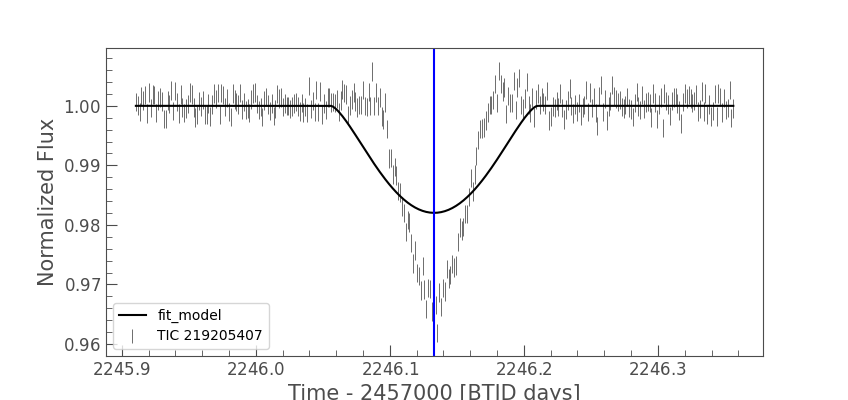 1.00
0.99
0.98
0.97
0.96
Normalized Flux
fit_model
TIC 219205407
2245.9 2246.0 2246.1 2246.2 2246.3
Time - 2457000 [BTJD days]